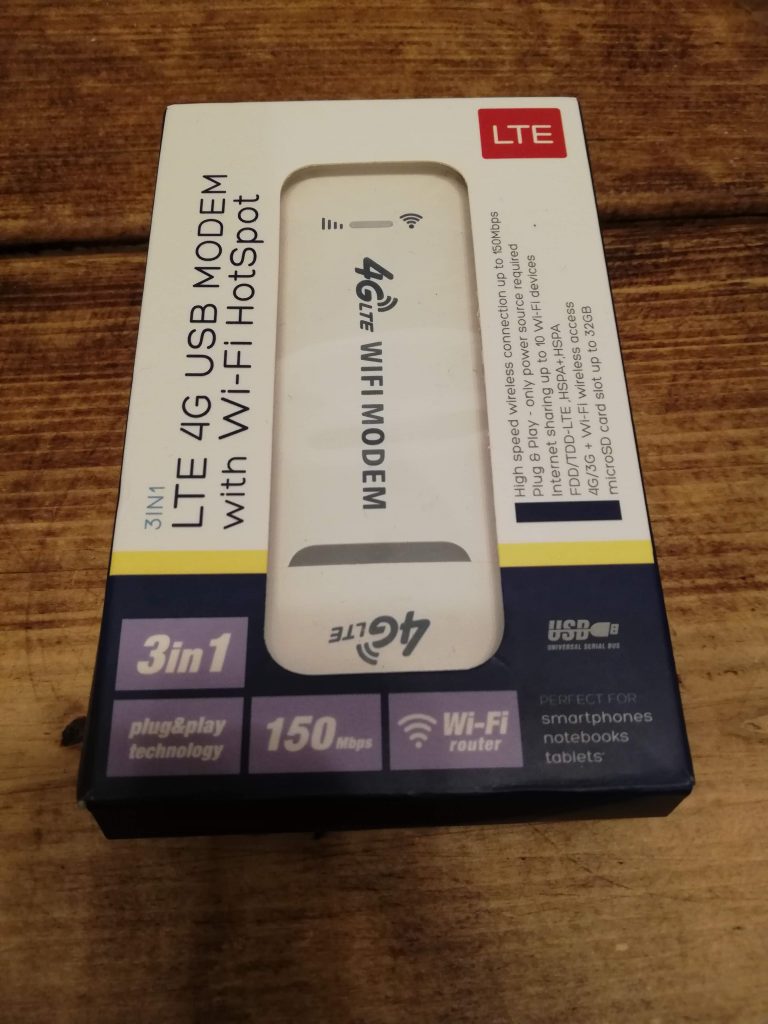 LTE
3IN1
LTE 4G USB MODEM
with Wi-Fi HotSpot
4G LTE WIFI MODEM
High speed wireless connection up to 150Mbps
Plug & Play - only power source required
Internet sharing up to 10 Wi-Fi devices
FDD/TDD-LTE ,HSPA+,HSPA
4G/3G + Wi-Fi wireless access
microSD card slot up to 32GB
4G LTE
3in1
plug&play
technology
150 Mbps
Wi-Fi
router
USB
UNIVERSAL SERIAL BUS
PERFECT FOR
smartphones
notebooks
tablets